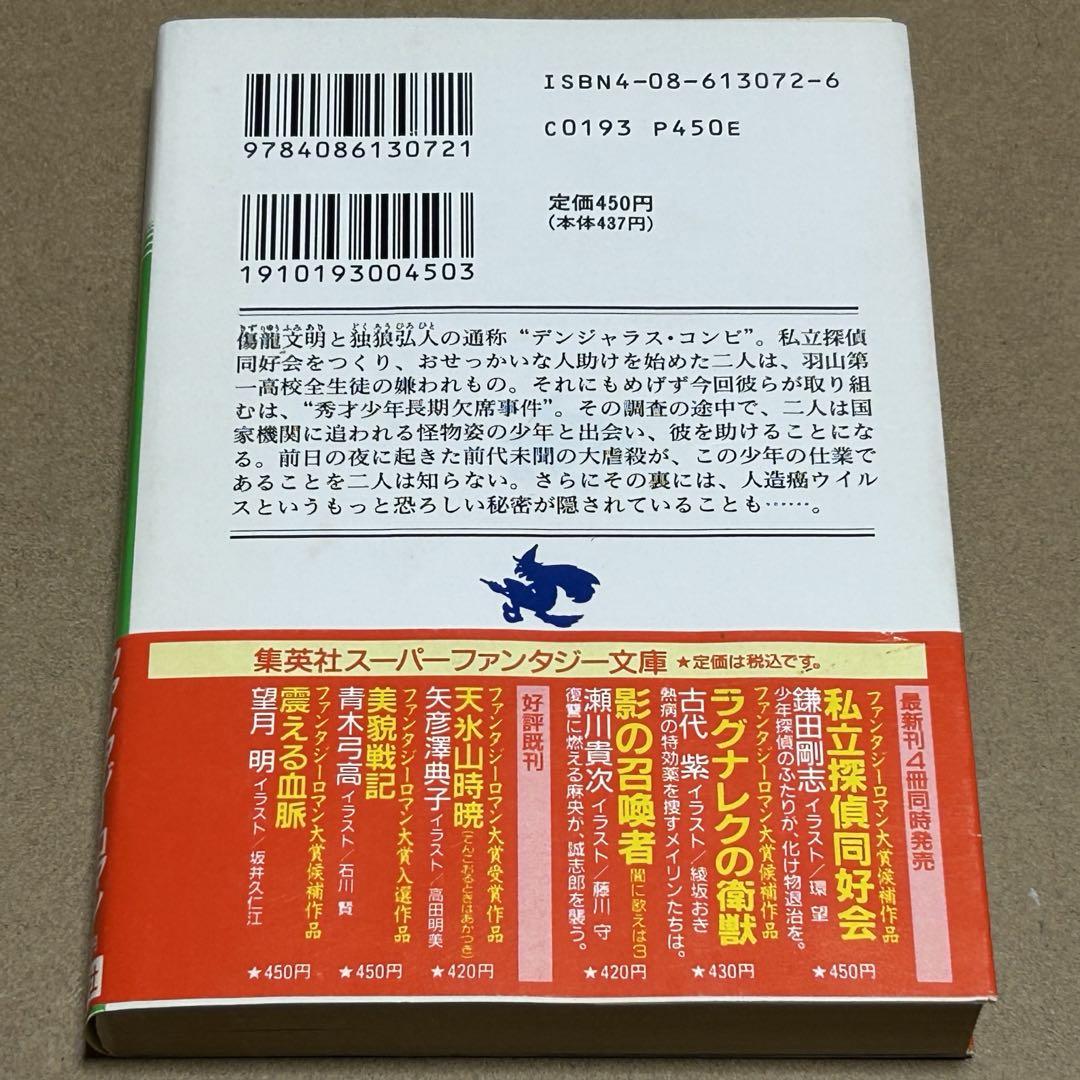 ISBN4-08-613072-6
C0193 P450E
9784086130721
定価450円
(本体437円)
1910193004503
傷龍文明と独狼弘人の通称“デンジャラス・コンビ”。私立探偵
同好会をつくり、おせっかいな人助けを始めた二人は、羽山第
一高校全生徒の嫌われもの。それにもめげず今回彼らが取り組
むは、“秀才少年長期欠席事件”。その調査の途中で、二人は国
家機関に追われる怪物姿の少年と出会い、彼を助けることにな
る。前日の夜に起きた前代未聞の大虐殺が、この少年の仕業で
あることを二人は知らない。さらにその裏には、人造癌ウイル
スというもっと恐ろしい秘密が隠されていることも……。
集英社スーパーファンタジー文庫 ★定価は税込です。
最新刊4冊同時発売
ファンタジーロマン大賞候補作品
私立探偵同好会
鎌田剛志 イラスト/環 望
少年探偵のふたりが、化け物退治を。
★450円
ファンタジーロマン大賞候補作品
ラグナレクの衛獣
古代 紫 イラスト/綾坂おき
熱病の特効薬を捜すメイリンたちは。
★430円
影の召喚者 闇に歌えば3
瀬川貴次 イラスト/藤川 守
復讐に燃える麻央が、誠志郎を襲う。
★420円
好評既刊
ファンタジーロマン大賞受賞作品
天氷山時暁(てんこおるときはあかつき)
矢彦澤典子 イラスト/高田明美
★420円
ファンタジーロマン大賞入選作品
美貌戦記
青木弓高 イラスト/石川 賢
★450円
ファンタジーロマン大賞候補作品
震える血脈
望月 明 イラスト/坂井久仁江
★450円